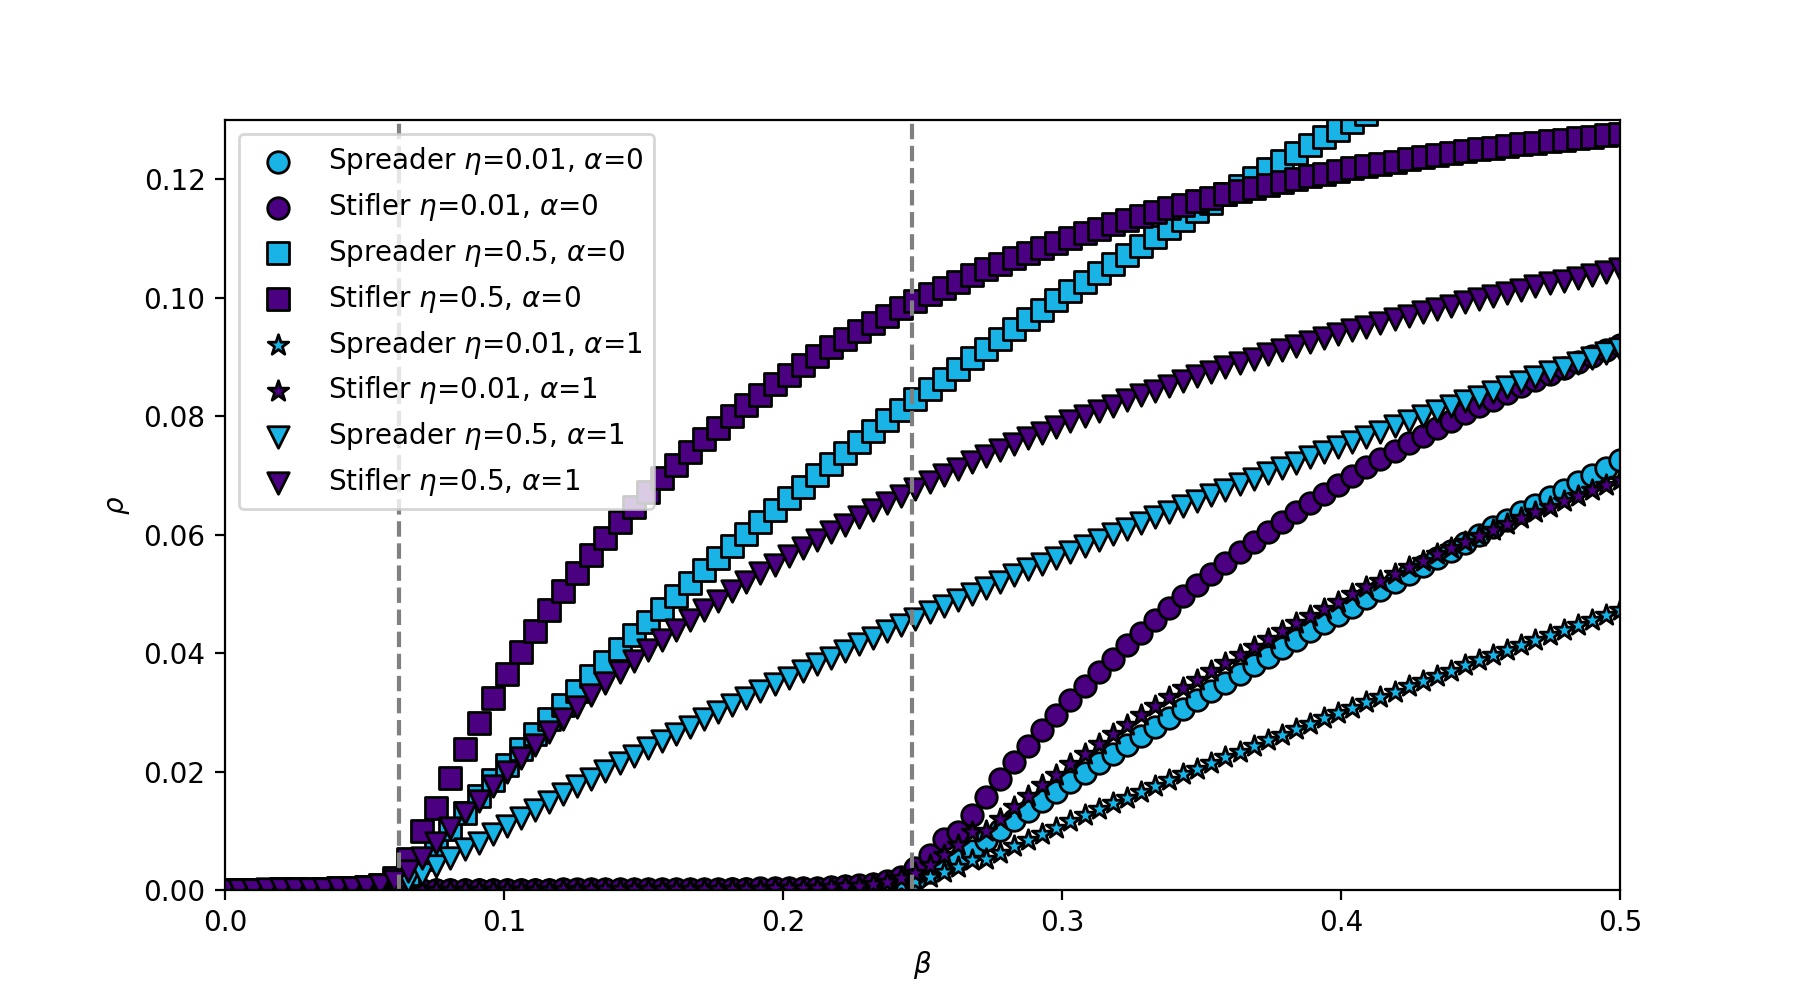 Spreader η=0.01, α=0
Stifler η=0.01, α=0
Spreader η=0.5, α=0
Stifler η=0.5, α=0
Spreader η=0.01, α=1
Stifler η=0.01, α=1
Spreader η=0.5, α=1
Stifler η=0.5, α=1
0.12
0.10
0.08
0.06
0.04
0.02
0.00
ρ
0.0 0.1 0.2 0.3 0.4 0.5
β